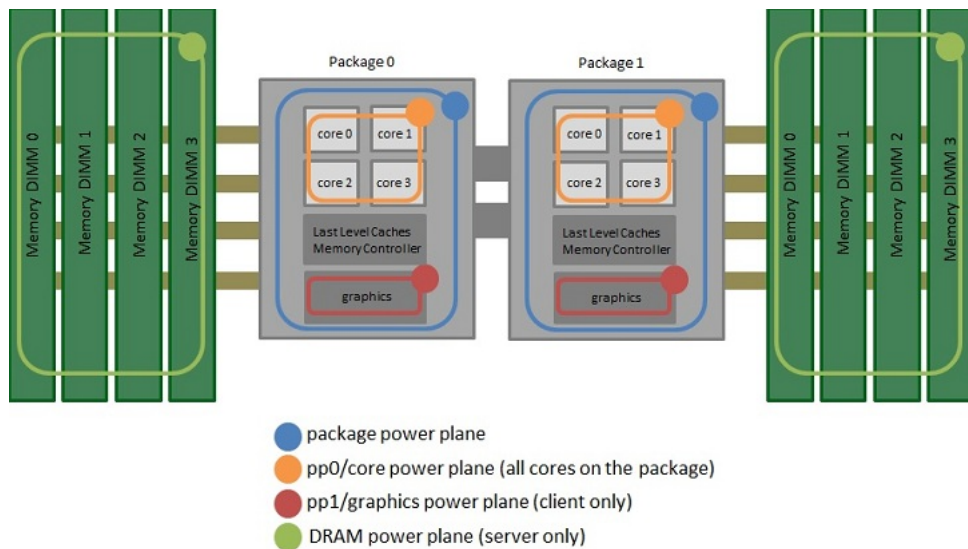 Package 0
Package 1
Memory DIMM 0
Memory DIMM 1
Memory DIMM 2
Memory DIMM 3
core 0
core 1
core 2
core 3
Last Level Caches
Memory Controller
graphics
core 0
core 1
core 2
core 3
Last Level Caches
Memory Controller
graphics
Memory DIMM 0
Memory DIMM 1
Memory DIMM 2
Memory DIMM 3
package power plane
pp0/core power plane (all cores on the package)
pp1/graphics power plane (client only)
DRAM power plane (server only)